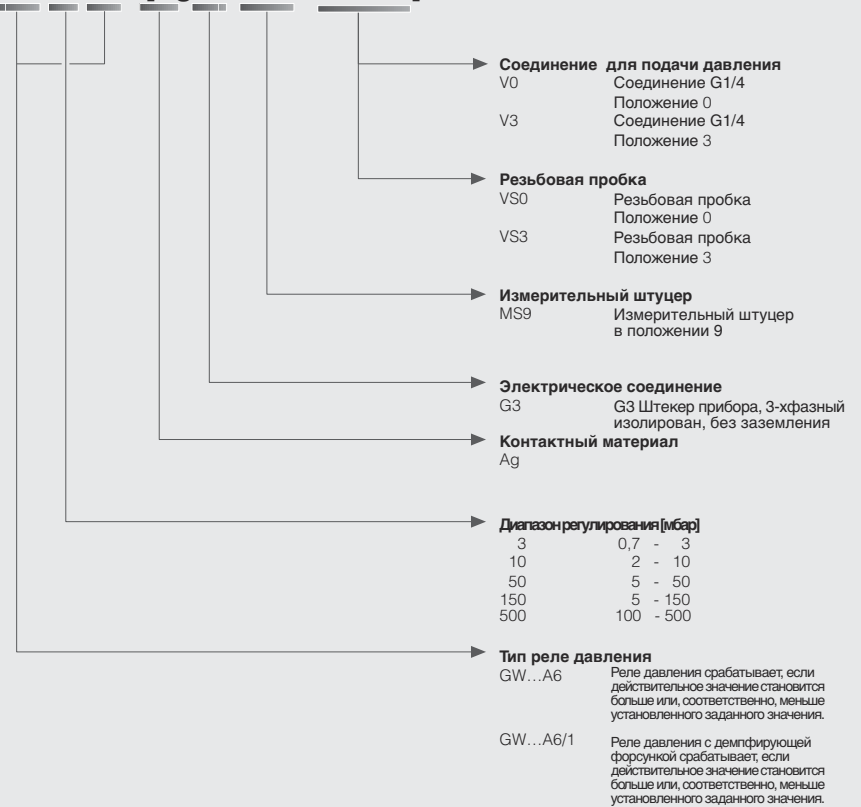 Соединение для подачи давления
V0 Соединение G1/4
Положение 0
V3 Соединение G1/4
Положение 3
Резьбовая пробка
VS0 Резьбовая пробка
Положение 0
VS3 Резьбовая пробка
Положение 3
Измерительный штуцер
MS9 Измерительный штуцер
в положении 9
Электрическое соединение
G3 G3 Штекер прибора, 3-хфазный
изолирован, без заземления
Контактный материал
Ag
Диапазон регулирования [мбар]
3 0,7 - 3
10 2 - 10
50 5 - 50
150 5 - 150
500 100 - 500
Тип реле давления
GW...A6 Реле давления срабатывает, если
действительное значение становится
больше или, соответственно, меньше
установленного заданного значения.
GW...A6/1 Реле давления с демпфирующей
форсункой срабатывает, если
действительное значение становится
больше или, соответственно, меньше
установленного заданного значения.